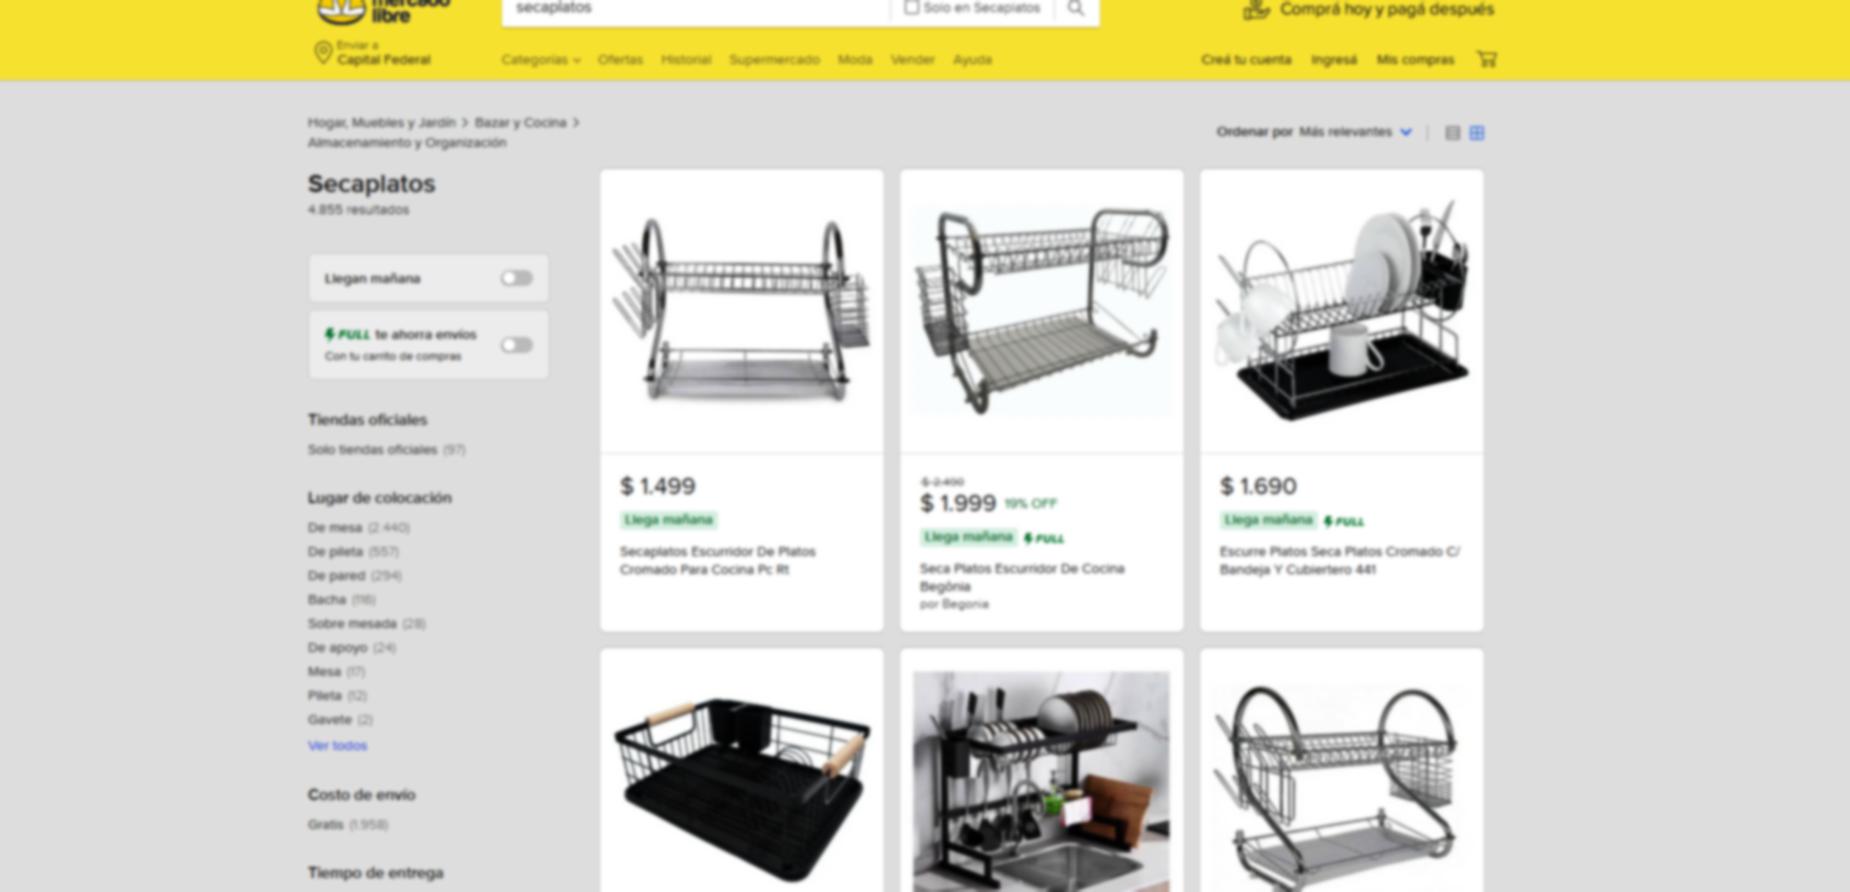 mercado
libre
secaplatos
Solo en Secaplatos
Comprá hoy y pagá después
Enviar a
Capital Federal
Categorías
Ofertas
Historial
Supermercado
Moda
Vender
Ayuda
Creá tu cuenta
Ingresá
Mis compras
Hogar, Muebles y Jardín > Bazar y Cocina >
Almacenamiento y Organización
Ordenar por Más relevantes
Secaplatos
4.855 resultados
Llegan mañana
FULL te ahorra envíos
Con tu carrito de compras
Tiendas oficiales
Solo tiendas oficiales (97)
Lugar de colocación
De mesa (2.440)
De pileta (557)
De pared (294)
Bacha (116)
Sobre mesada (28)
De apoyo (24)
Mesa (17)
Pileta (12)
Gavete (2)
Ver todos
Costo de envío
Gratis (1.958)
Tiempo de entrega
$ 1.499
Llega mañana
Secaplatos Escurridor De Platos
Cromado Para Cocina Pc Rt
$ 2.490
$ 1.999 19% OFF
Llega mañana FULL
Seca Platos Escurridor De Cocina
Begónia
por Begonia
$ 1.690
Llega mañana FULL
Escurre Platos Seca Platos Cromado C/
Bandeja Y Cubiertero 441